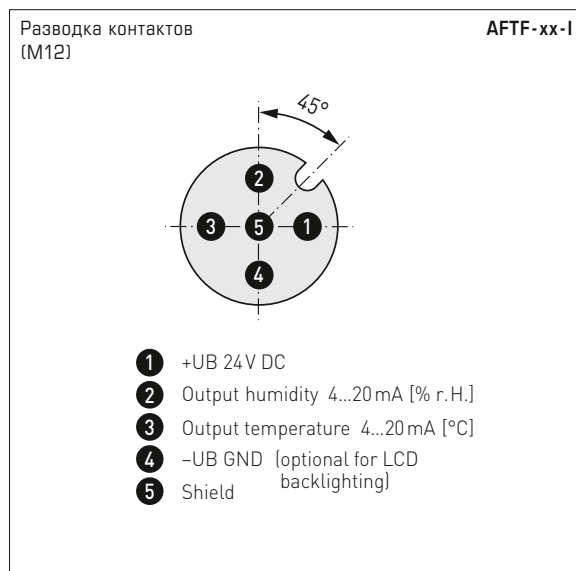 Разводка контактов
(M12)
AFTF-xx-I
45°
2
3 5 1
4
1 +UB 24V DC
2 Output humidity 4...20mA [% r.H.]
3 Output temperature 4...20mA [°C]
4 –UB GND (optional for LCD
backlighting)
5 Shield